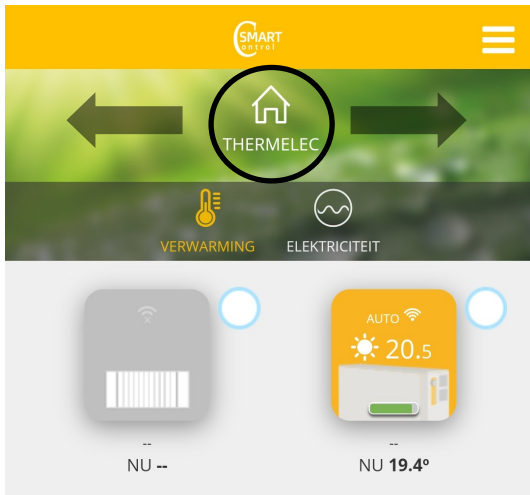 SMART
Control
THERMELEC
VERWARMING ELEKTRICITEIT
AUTO
20.5
-- --
NU -- NU 19.4º